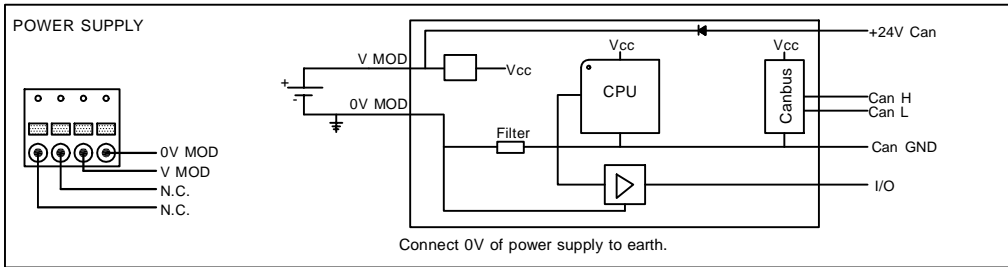 POWER SUPPLY
0V MOD
V MOD
N.C.
N.C.
+
-
V MOD
0V MOD
Vcc
Filter
Vcc
CPU
Vcc
Canbus
+24V Can
Can H
Can L
Can GND
I/O
Connect 0V of power supply to earth.